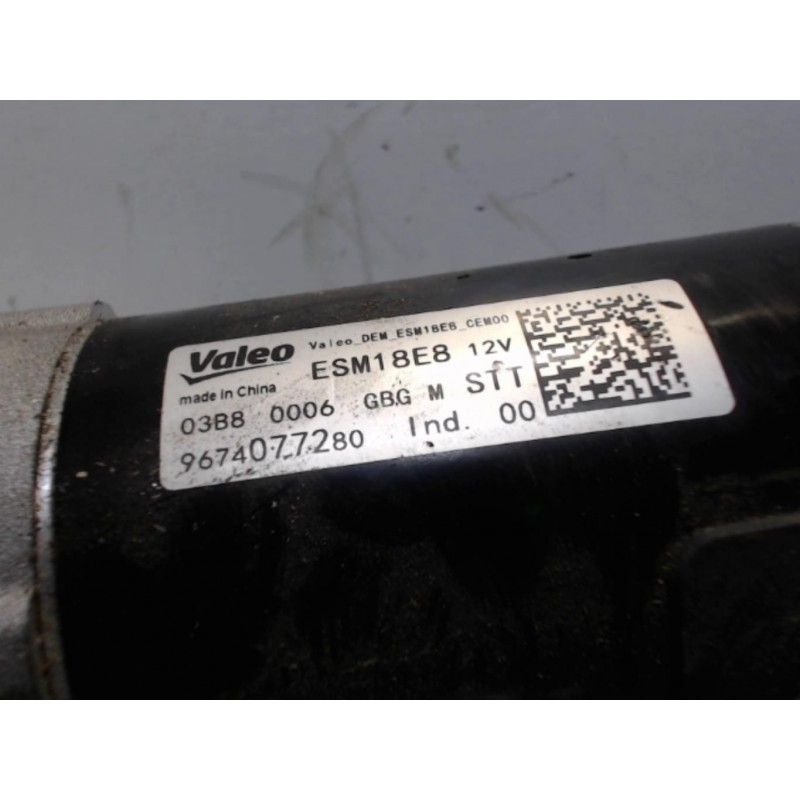 Valeo Valeo_DEM_ESM18E8_CEM00
made in China ESM18E8 12V
03B8 0006 GBG M STT
9674077280 Ind. 00